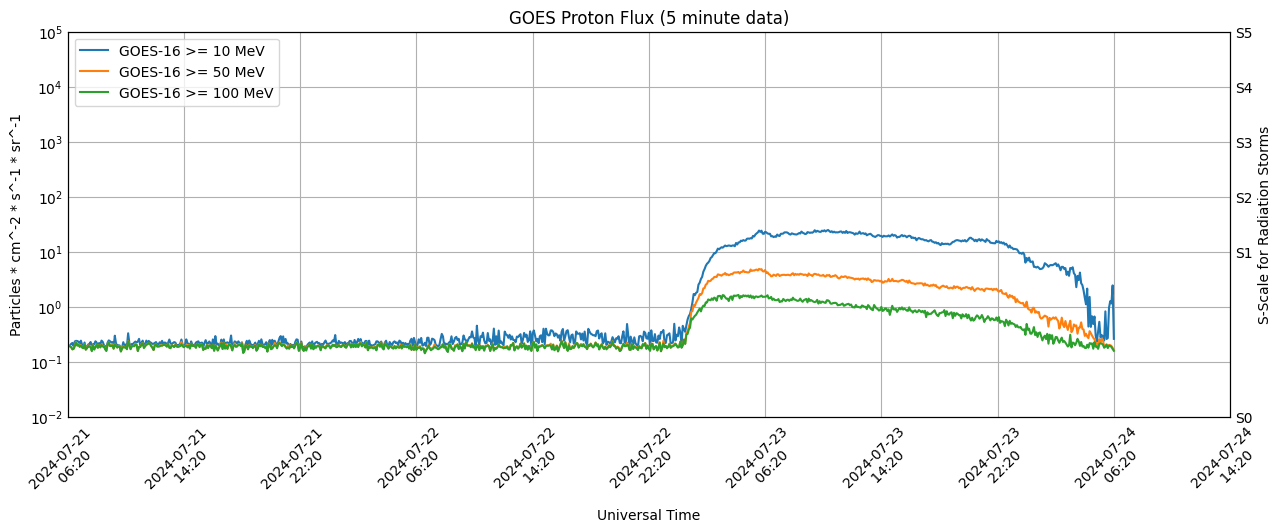 GOES Proton Flux (5 minute data)
GOES-16 >= 10 MeV
GOES-16 >= 50 MeV
GOES-16 >= 100 MeV
Particles * cm^-2 * s^-1 * sr^-1
10^5
10^4
10^3
10^2
10^1
10^0
10^-1
10^-2
S5
S4
S3
S2
S1
S0
S-Scale for Radiation Storms
2024-07-21
06:20
2024-07-21
14:20
2024-07-21
22:20
2024-07-22
06:20
2024-07-22
14:20
2024-07-22
22:20
2024-07-23
06:20
2024-07-23
14:20
2024-07-23
22:20
2024-07-24
06:20
2024-07-24
14:20
Universal Time